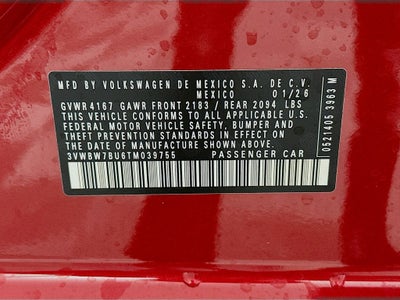 MFD. BY VOLKSWAGEN DE MEXICO S.A. DE C.V.
MEXICO 01/26
GVWR 4167 GAWR FRONT 2183 / REAR 2094 LBS
THIS VEHICLE CONFORMS TO ALL APPLICABLE U.S.
FEDERAL MOTOR VEHICLE SAFETY, BUMPER, AND
THEFT PREVENTION STANDARDS IN EFFECT ON
THE DATE OF MANUFACTURE SHOWN ABOVE.
3VWBW7BU6TM039755 PASSENGER CAR
0521405 3963 M